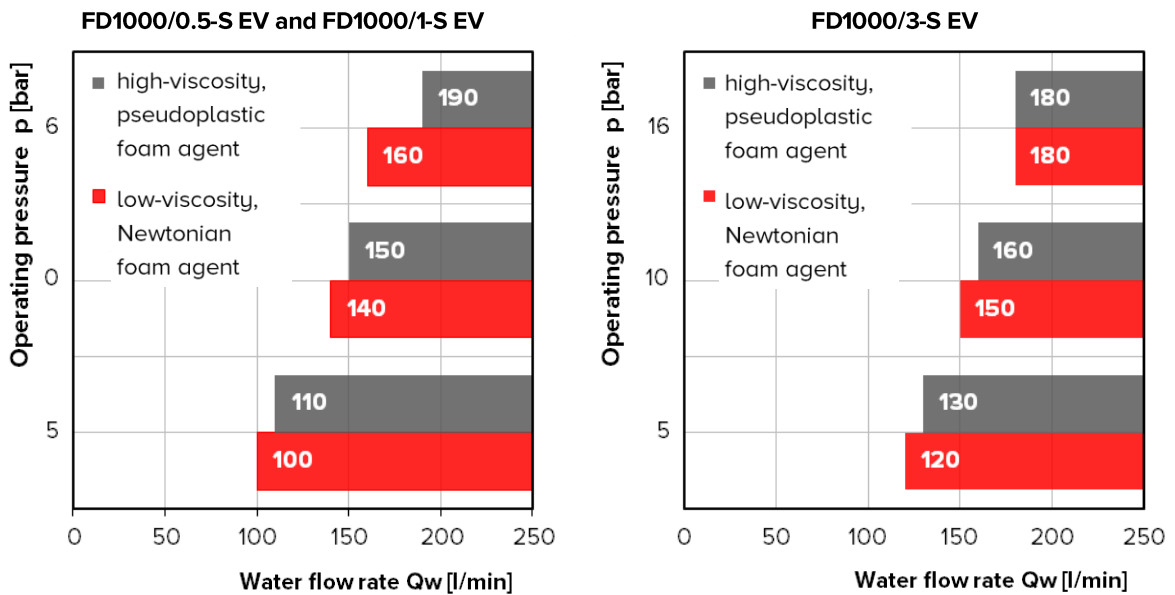 FD1000/0.5-S EV and FD1000/1-S EV
high-viscosity,
pseudoplastic
foam agent
low-viscosity,
Newtonian
foam agent
Operating pressure p [bar]
6
0
5
190
160
150
140
110
100
0
50
100
150
200
250
Water flow rate Qw [l/min]
FD1000/3-S EV
high-viscosity,
pseudoplastic
foam agent
low-viscosity,
Newtonian
foam agent
Operating pressure p [bar]
16
10
5
180
180
160
150
130
120
0
50
100
150
200
250
Water flow rate Qw [l/min]